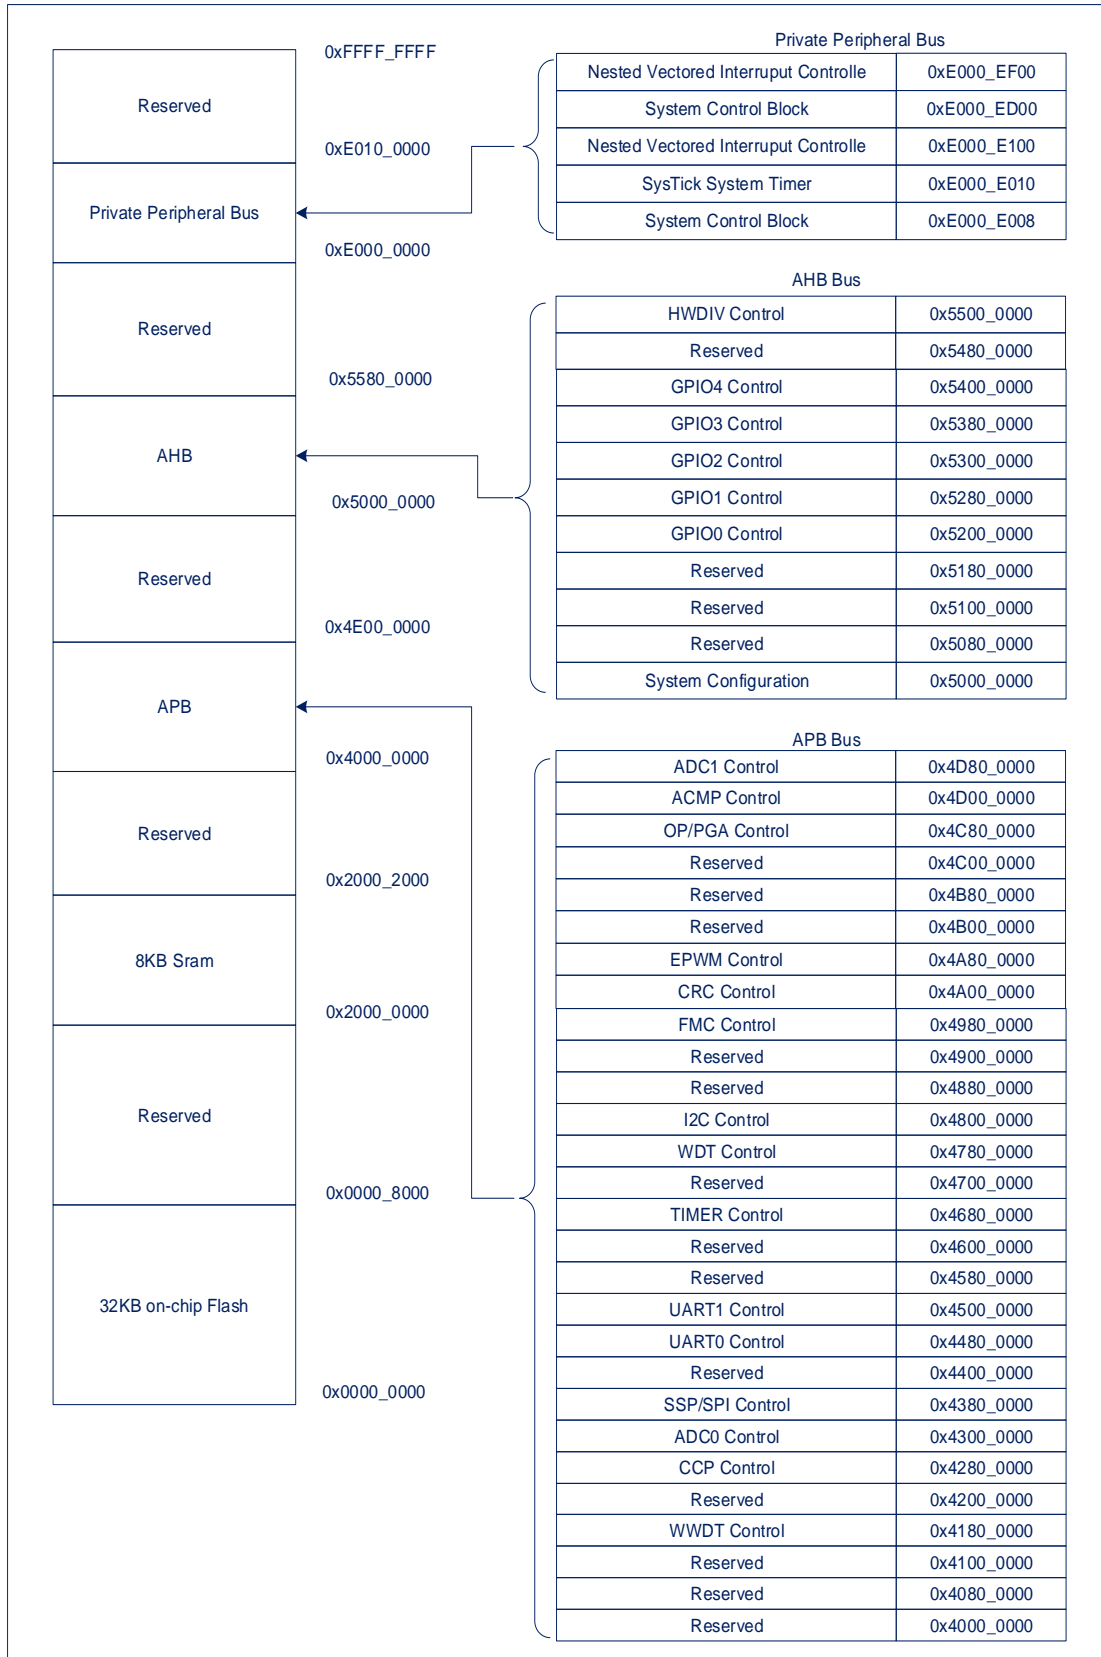 0xFFFF_FFFF
Reserved
0xE010_0000
Private Peripheral Bus
0xE000_0000
Reserved
0x5580_0000
AHB
0x5000_0000
Reserved
0x4E00_0000
APB
0x4000_0000
Reserved
0x2000_2000
8KB Sram
0x2000_0000
Reserved
0x0000_8000
32KB on-chip Flash
0x0000_0000
Private Peripheral Bus
Nested Vectored Interruput Controlle 0xE000_EF00
System Control Block 0xE000_ED00
Nested Vectored Interruput Controlle 0xE000_E100
SysTick System Timer 0xE000_E010
System Control Block 0xE000_E008
AHB Bus
HWDIV Control 0x5500_0000
Reserved 0x5480_0000
GPIO4 Control 0x5400_0000
GPIO3 Control 0x5380_0000
GPIO2 Control 0x5300_0000
GPIO1 Control 0x5280_0000
GPIO0 Control 0x5200_0000
Reserved 0x5180_0000
Reserved 0x5100_0000
Reserved 0x5080_0000
System Configuration 0x5000_0000
APB Bus
ADC1 Control 0x4D80_0000
ACMP Control 0x4D00_0000
OP/PGA Control 0x4C80_0000
Reserved 0x4C00_0000
Reserved 0x4B80_0000
Reserved 0x4B00_0000
EPWM Control 0x4A80_0000
CRC Control 0x4A00_0000
FMC Control 0x4980_0000
Reserved 0x4900_0000
Reserved 0x4880_0000
I2C Control 0x4800_0000
WDT Control 0x4780_0000
Reserved 0x4700_0000
TIMER Control 0x4680_0000
Reserved 0x4600_0000
Reserved 0x4580_0000
UART1 Control 0x4500_0000
UART0 Control 0x4480_0000
Reserved 0x4400_0000
SSP/SPI Control 0x4380_0000
ADC0 Control 0x4300_0000
CCP Control 0x4280_0000
Reserved 0x4200_0000
WWDT Control 0x4180_0000
Reserved 0x4100_0000
Reserved 0x4080_0000
Reserved 0x4000_0000